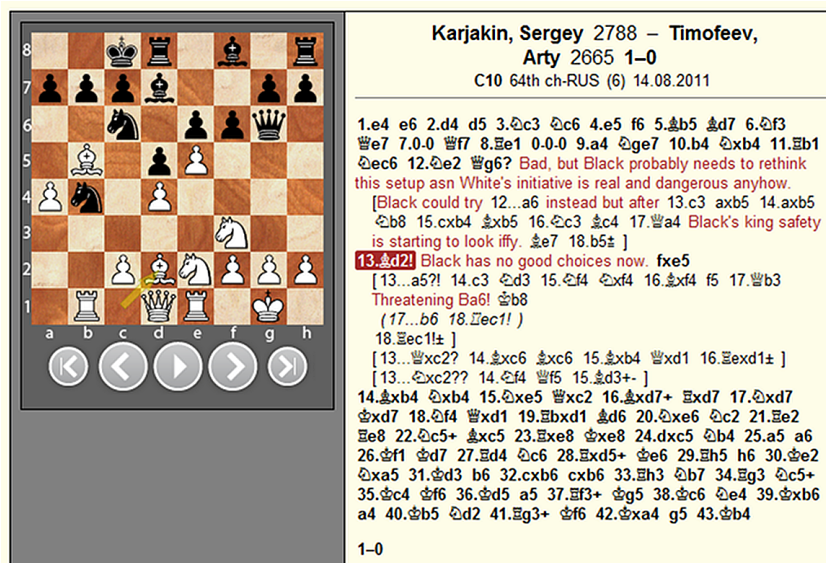 Karjakin, Sergey 2788 – Timofeev,
Arty 2665 1–0
C10 64th ch-RUS (6) 14.08.2011
8
7
6
5
4
3
2
1
a b c d e f g h
1.e4 e6 2.d4 d5 3.♘c3 ♘c6 4.e5 f6 5.♗b5 ♗d7 6.♘f3
♕e7 7.0-0 ♕f7 8.♖e1 0-0-0 9.a4 ♘ge7 10.b4 ♘xb4 11.♖b1
♘ec6 12.♘e2 ♕g6? Bad, but Black probably needs to rethink
this setup asn White's initiative is real and dangerous anyhow.
[Black could try 12...a6 instead but after 13.c3 axb5 14.axb5
♘b8 15.cxb4 ♗xb5 16.♘c3 ♗c4 17.♕a4 Black's king safety
is starting to look iffy. ♗e7 18.b5± ]
13.♗d2! Black has no good choices now. fxe5
[13...a5?! 14.c3 ♘d3 15.♘f4 ♘xf4 16.♗xf4 f5 17.♕b3
Threatening Ba6! ♔b8
(17...b6 18.♖ec1! )
18.♖ec1!± ]
[13...♕xc2? 14.♗xc6 ♗xc6 15.♗xb4 ♕xd1 16.♖exd1± ]
[13...♘xc2?? 14.♘f4 ♕f5 15.♗d3+- ]
14.♗xb4 ♘xb4 15.♘xe5 ♕xc2 16.♗xd7+ ♖xd7 17.♘xd7
♔xd7 18.♘f4 ♕xd1 19.♖bxd1 ♗d6 20.♘xe6 ♘c2 21.♖e2
♖e8 22.♘c5+ ♗xc5 23.♖xe8 ♔xe8 24.dxc5 ♘b4 25.a5 a6
26.♔f1 ♔d7 27.♖d4 ♘c6 28.♖xd5+ ♔e6 29.♖h5 h6 30.♔e2
♘xa5 31.♔d3 b6 32.cxb6 cxb6 33.♖h3 ♘b7 34.♖g3 ♘c5+
35.♔c4 ♔f6 36.♔d5 a5 37.♖f3+ ♔g5 38.♔c6 ♘e4 39.♔xb6
a4 40.♔b5 ♘d2 41.♖g3+ ♔f6 42.♔xa4 g5 43.♔b4
1–0